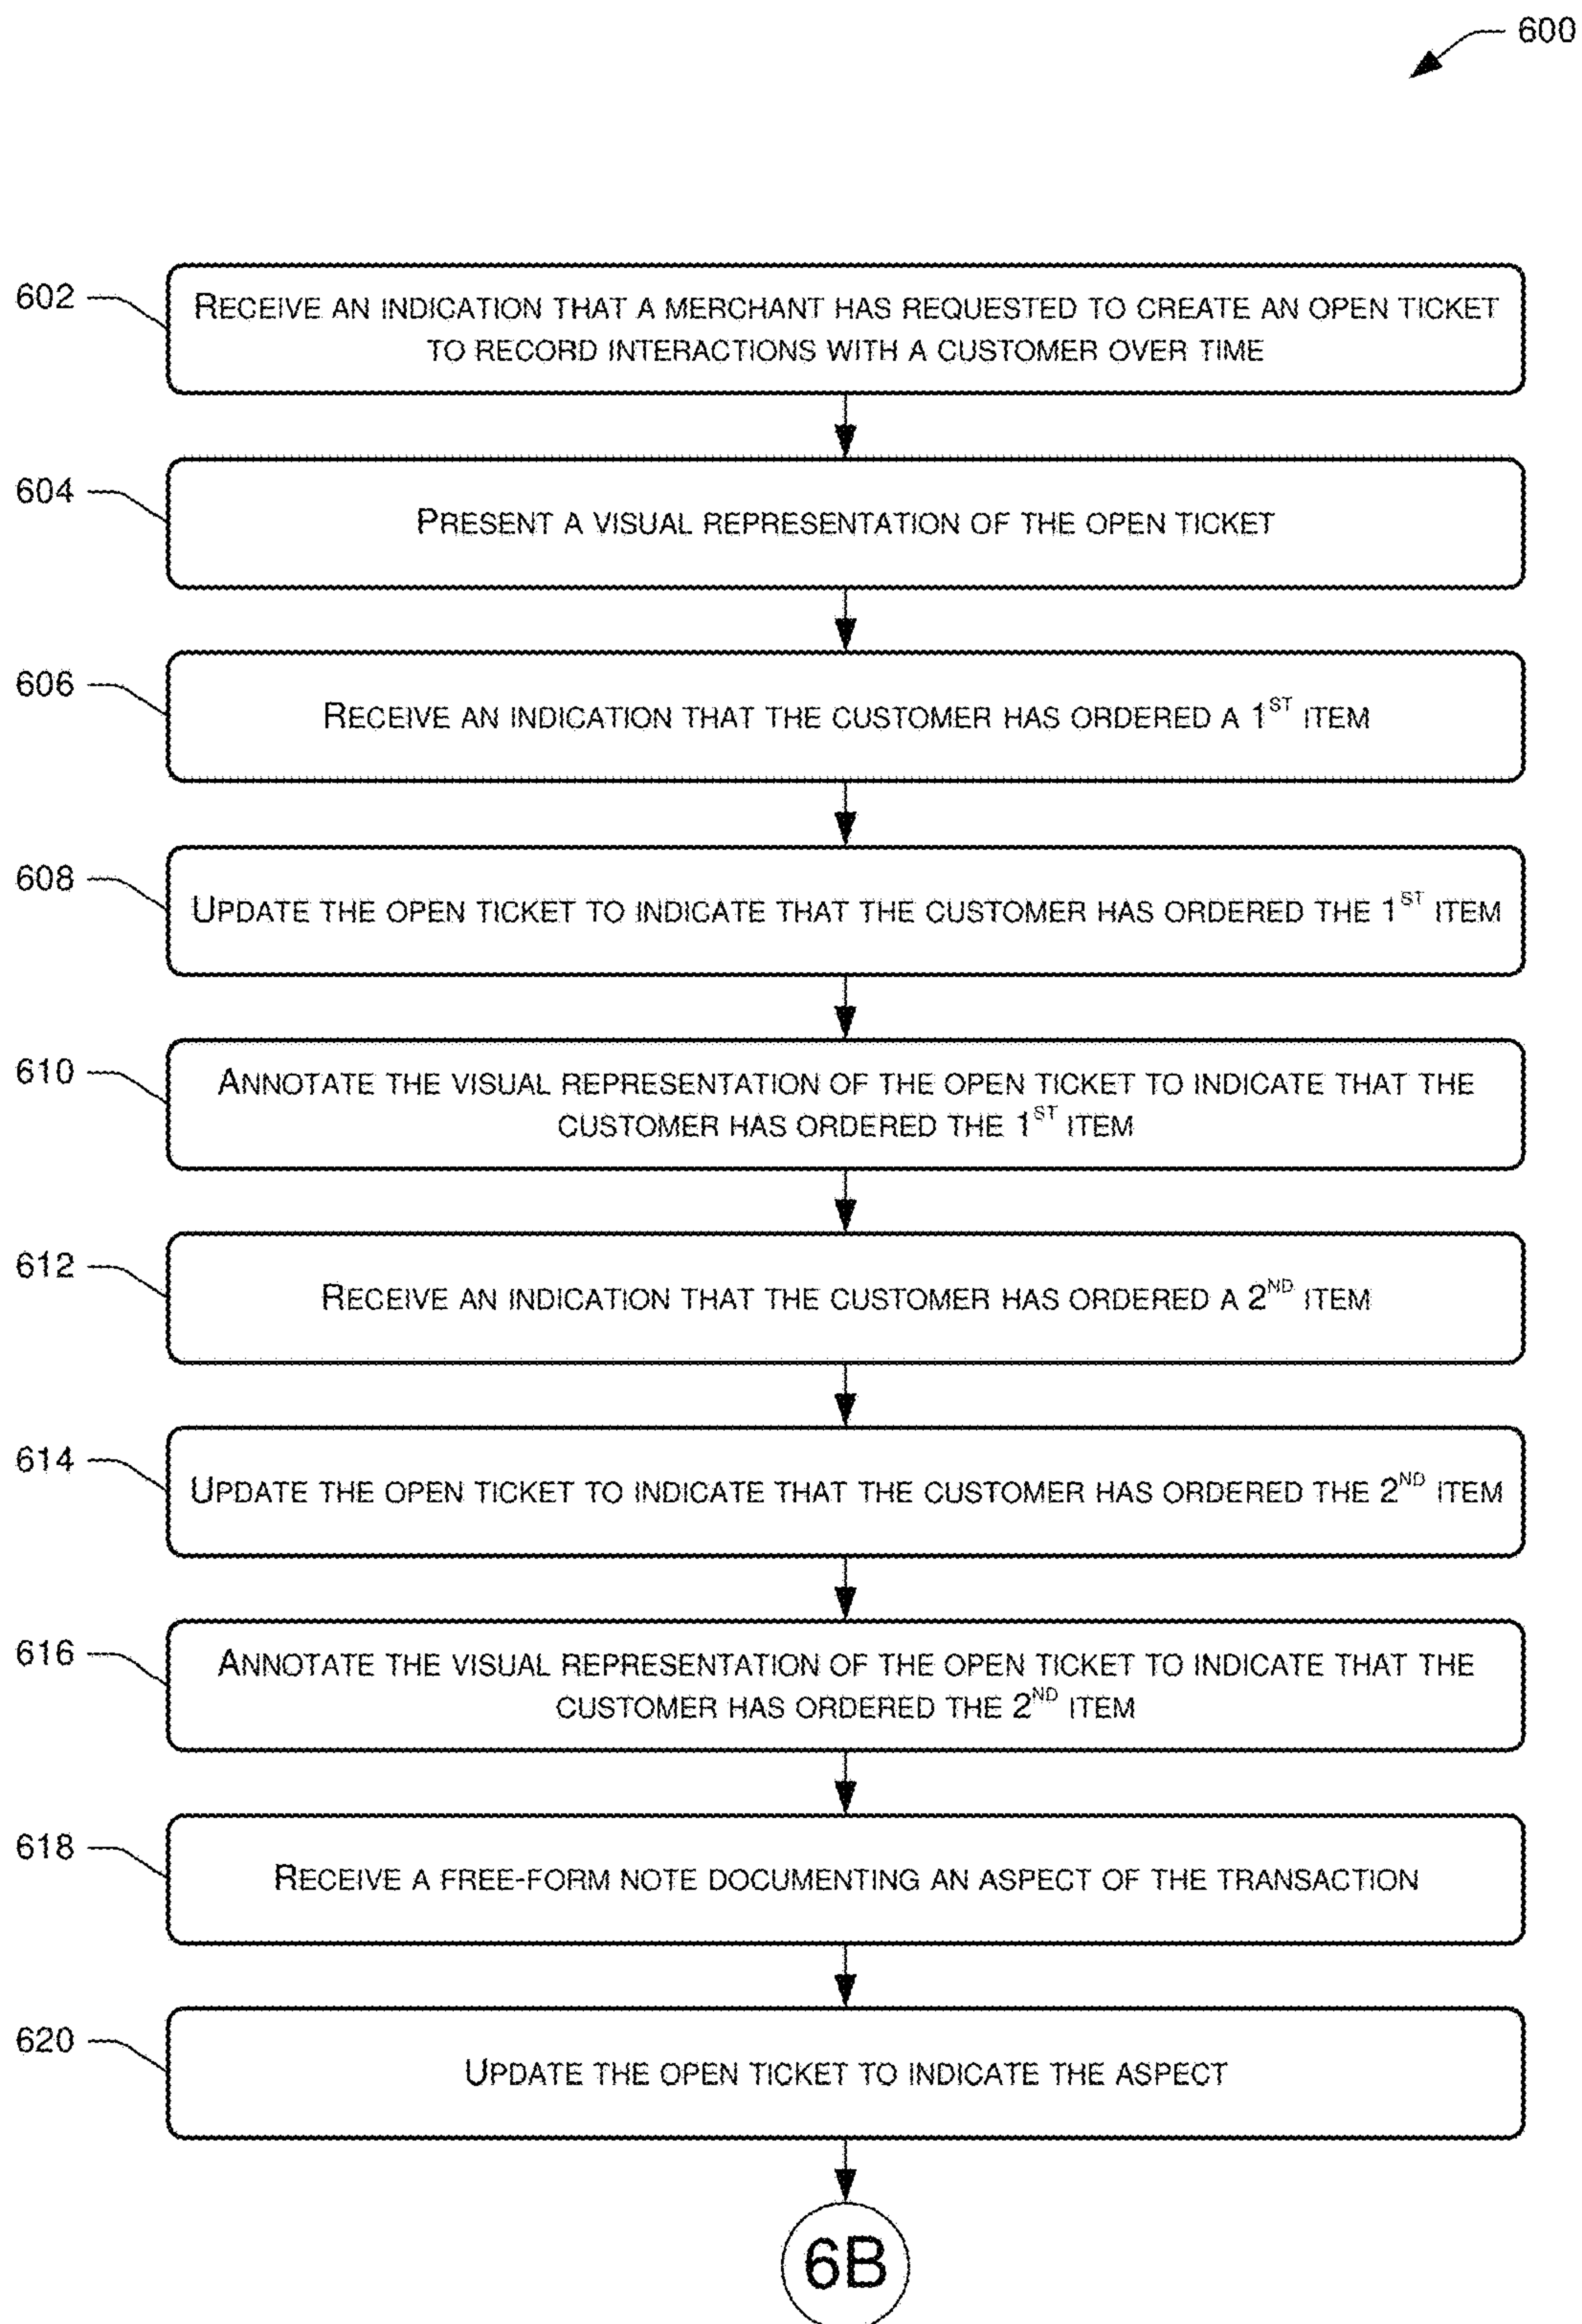 600
602
RECEIVE AN INDICATION THAT A MERCHANT HAS REQUESTED TO CREATE AN OPEN TICKET
TO RECORD INTERACTIONS WITH A CUSTOMER OVER TIME
604
PRESENT A VISUAL REPRESENTATION OF THE OPEN TICKET
606
RECEIVE AN INDICATION THAT THE CUSTOMER HAS ORDERED A 1ST ITEM
608
UPDATE THE OPEN TICKET TO INDICATE THAT THE CUSTOMER HAS ORDERED THE 1ST ITEM
610
ANNOTATE THE VISUAL REPRESENTATION OF THE OPEN TICKET TO INDICATE THAT THE
CUSTOMER HAS ORDERED THE 1ST ITEM
612
RECEIVE AN INDICATION THAT THE CUSTOMER HAS ORDERED A 2ND ITEM
614
UPDATE THE OPEN TICKET TO INDICATE THAT THE CUSTOMER HAS ORDERED THE 2ND ITEM
616
ANNOTATE THE VISUAL REPRESENTATION OF THE OPEN TICKET TO INDICATE THAT THE
CUSTOMER HAS ORDERED THE 2ND ITEM
618
RECEIVE A FREE-FORM NOTE DOCUMENTING AN ASPECT OF THE TRANSACTION
620
UPDATE THE OPEN TICKET TO INDICATE THE ASPECT
6B